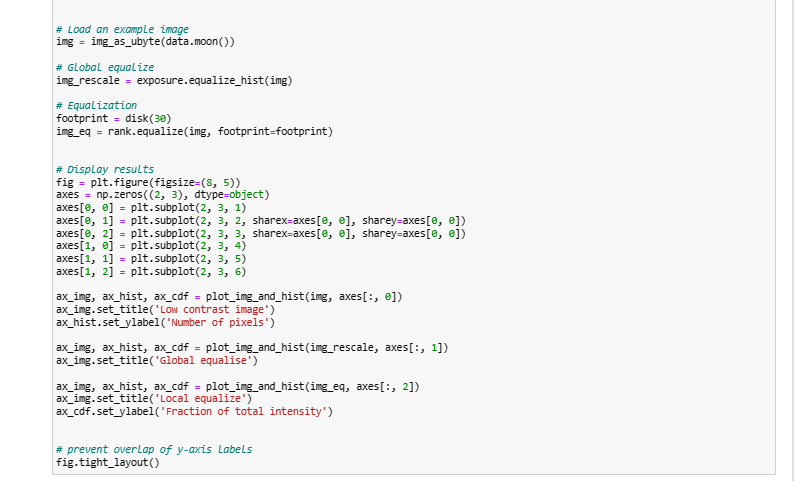 # Load an example image
img = img_as_ubyte(data.moon())
# Global equalize
img_rescale = exposure.equalize_hist(img)
# Equalization
footprint = disk(30)
img_eq = rank.equalize(img, footprint=footprint)
# Display results
fig = plt.figure(figsize=(8, 5))
axes = np.zeros((2, 3), dtype=object)
axes[0, 0] = plt.subplot(2, 3, 1)
axes[0, 1] = plt.subplot(2, 3, 2, sharex=axes[0, 0], sharey=axes[0, 0])
axes[0, 2] = plt.subplot(2, 3, 3, sharex=axes[0, 0], sharey=axes[0, 0])
axes[1, 0] = plt.subplot(2, 3, 4)
axes[1, 1] = plt.subplot(2, 3, 5)
axes[1, 2] = plt.subplot(2, 3, 6)
ax_img, ax_hist, ax_cdf = plot_img_and_hist(img, axes[:, 0])
ax_img.set_title('Low contrast image')
ax_hist.set_ylabel('Number of pixels')
ax_img, ax_hist, ax_cdf = plot_img_and_hist(img_rescale, axes[:, 1])
ax_img.set_title('Global equalise')
ax_img, ax_hist, ax_cdf = plot_img_and_hist(img_eq, axes[:, 2])
ax_img.set_title('Local equalize')
ax_cdf.set_ylabel('Fraction of total intensity')
# prevent overlap of y-axis labels
fig.tight_layout()